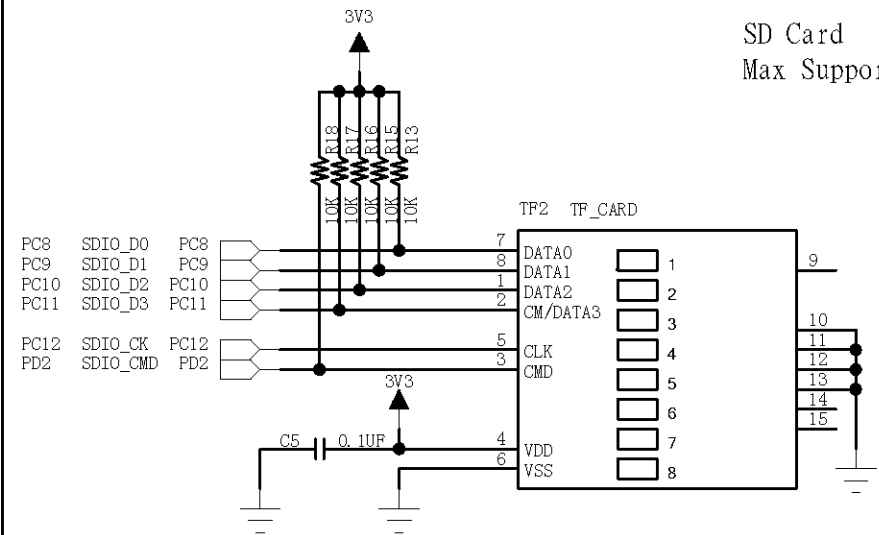 3V3
SD Card
Max Suppor
R18
R17
R16
R15
R13
10K
10K
10K
10K
10K
TF2 TF_CARD
PC8 SDIO_D0 PC8 7 DATA0
PC9 SDIO_D1 PC9 8 DATA1
PC10 SDIO_D2 PC10 1 DATA2
PC11 SDIO_D3 PC11 2 CM/DATA3
PC12 SDIO_CK PC12 5 CLK
PD2 SDIO_CMD PD2 3 CMD
3V3
C5 0.1UF 4 VDD
6 VSS
1
2
3
4
5
6
7
8
9
10
11
12
13
14
15